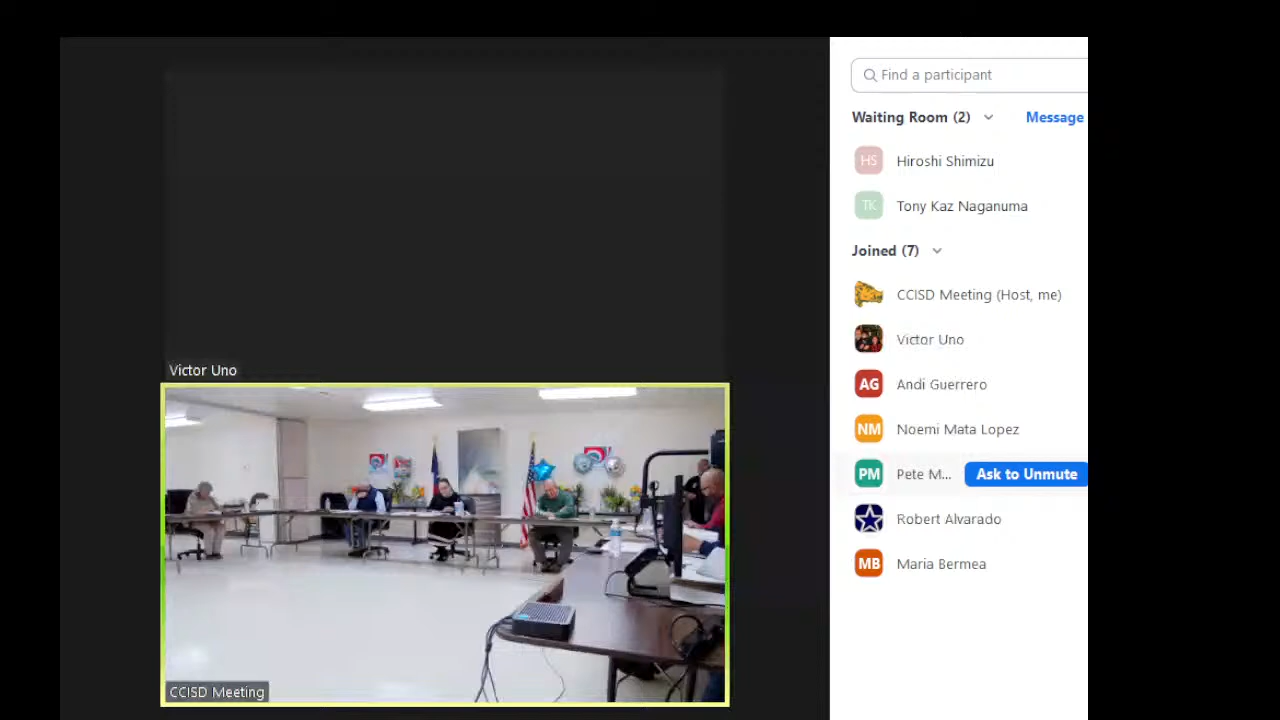 Victor Uno
CCISD Meeting
Find a participant
Waiting Room (2)
Message
HS
Hiroshi Shimizu
TK
Tony Kaz Naganuma
Joined (7)
CCISD Meeting (Host, me)
Victor Uno
AG
Andi Guerrero
NM
Noemi Mata Lopez
PM
Pete M...
Ask to Unmute
Robert Alvarado
MB
Maria Bermea